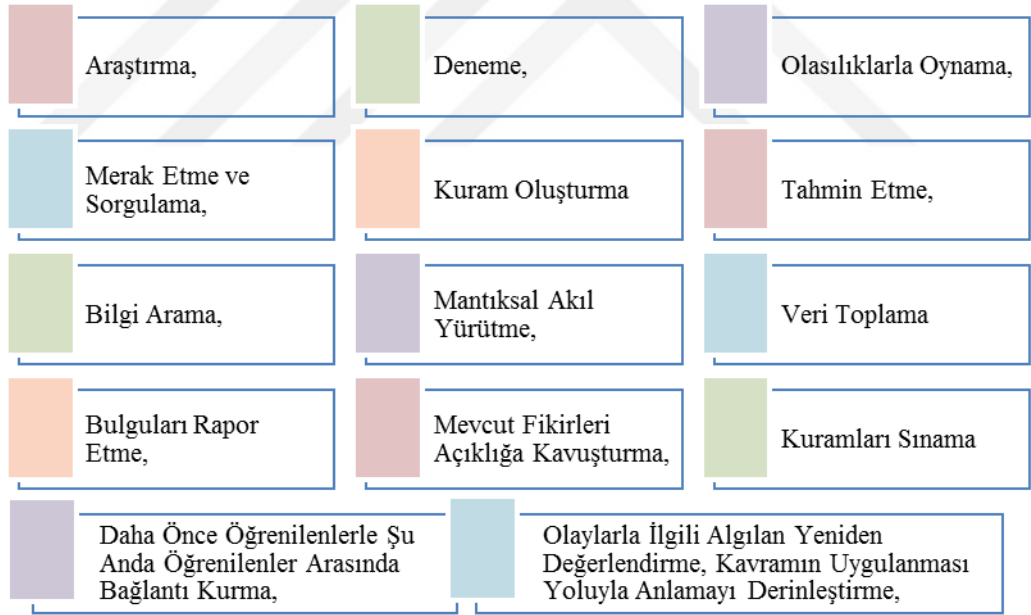 Araştırma,
Deneme,
Olasılıklarla Oynama,
Merak Etme ve
Sorgulama,
Kuram Oluşturma
Tahmin Etme,
Bilgi Arama,
Mantıksal Akıl
Yürütme,
Veri Toplama
Bulguları Rapor
Etme,
Mevcut Fikirleri
Açıklığa Kavuşturma,
Kuramları Sınama
Daha Önce Öğrenilenlerle Şu
Anda Öğrenilenler Arasında
Bağlantı Kurma,
Olaylarla İlgili Algılan Yeniden
Değerlendirme, Kavramın Uygulanması
Yoluyla Anlamayı Derinleştirme,